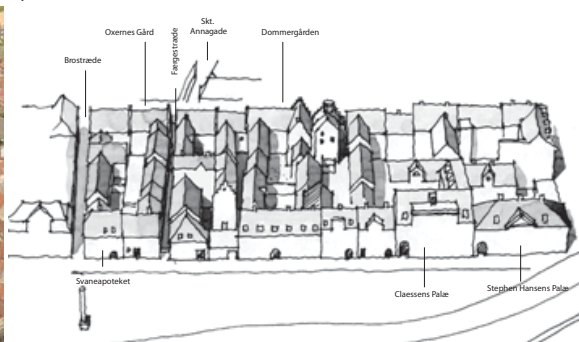 Skt.
Annagade
Oxernes Gård
Dommergården
Færgestræde
Brostræde
Svaneapoteket
Claessens Palæ
Stephen Hansens Palæ